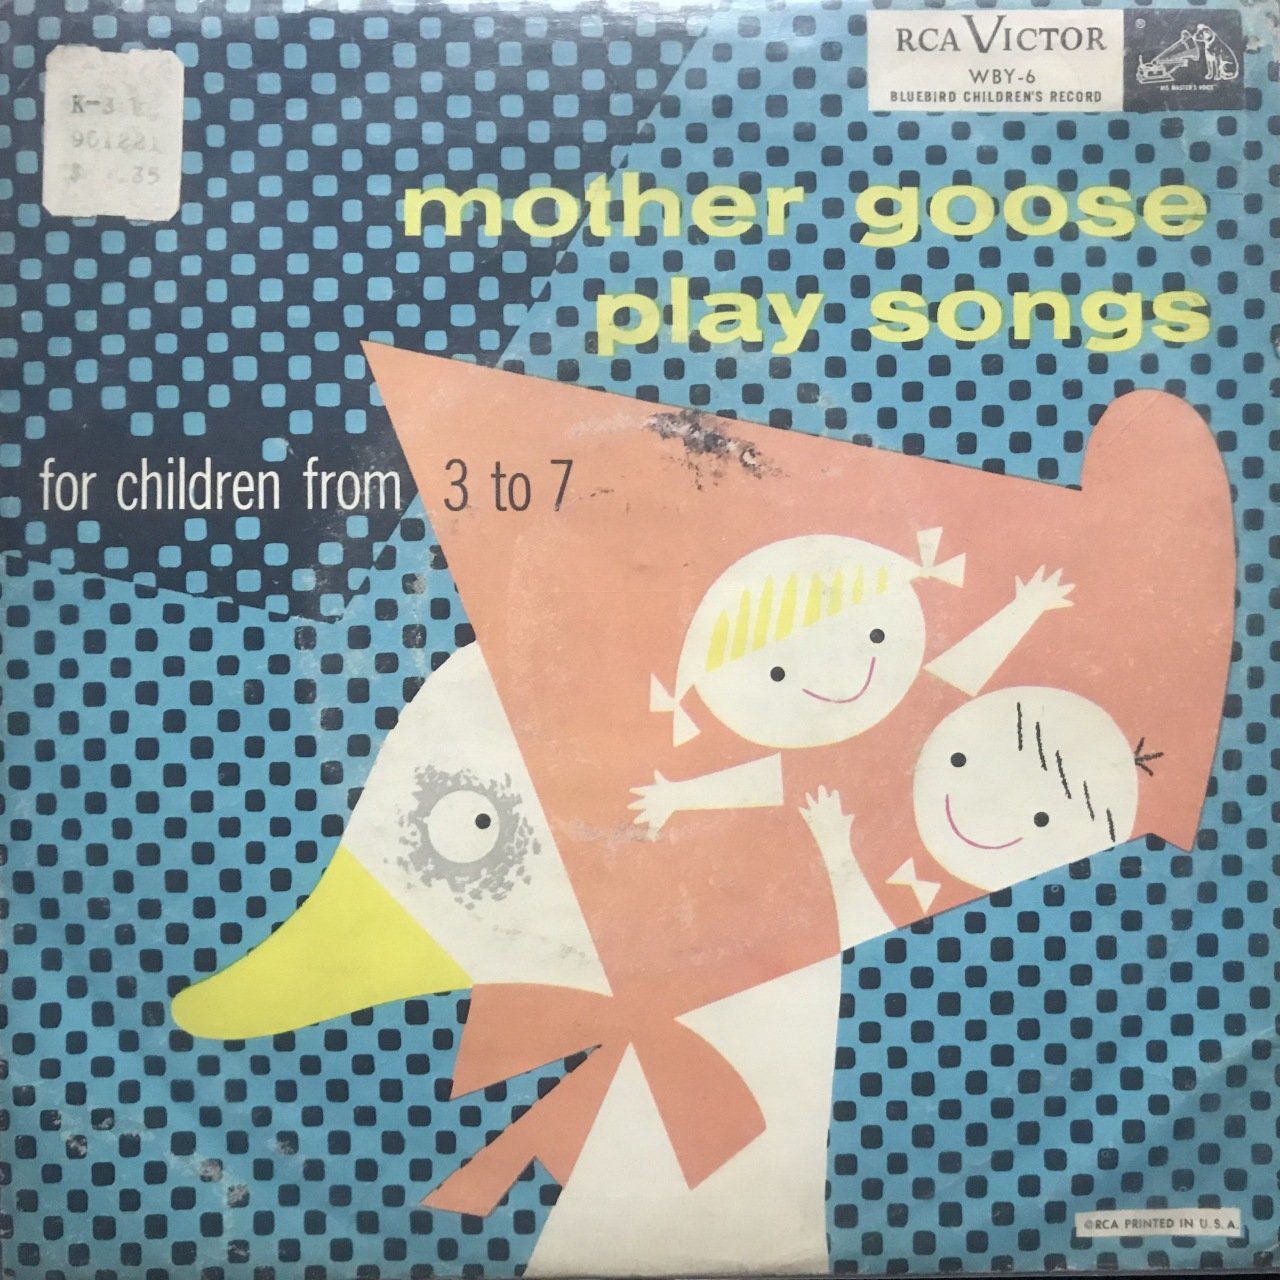 RCA VICTOR
WBY-6
BLUEBIRD CHILDREN'S RECORD
"HIS MASTER'S VOICE"
901221
.35
mother goose
play songs
for children from 3 to 7
©RCA PRINTED IN U.S.A.